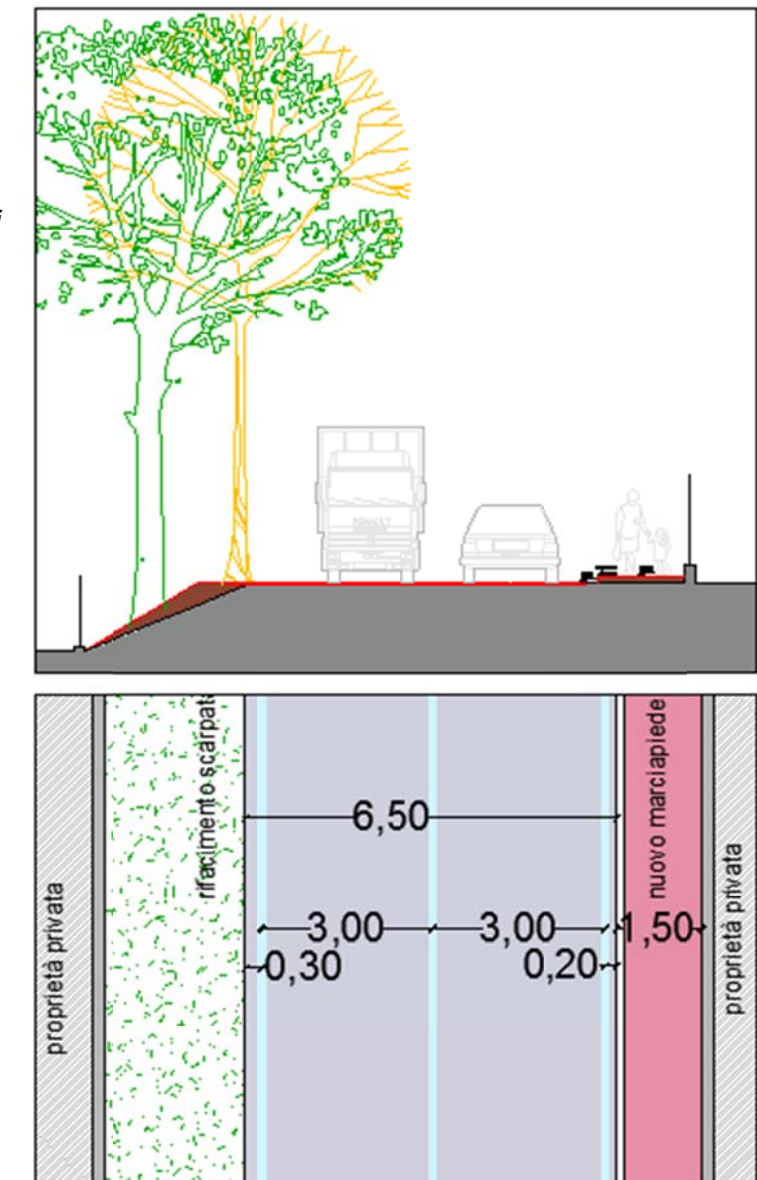 i
RENAULT
proprietà privata
rifacimento scarpata
6,50
3,00
3,00
1,50
0,30
0,20
nuovo marciapiede
proprietà privata